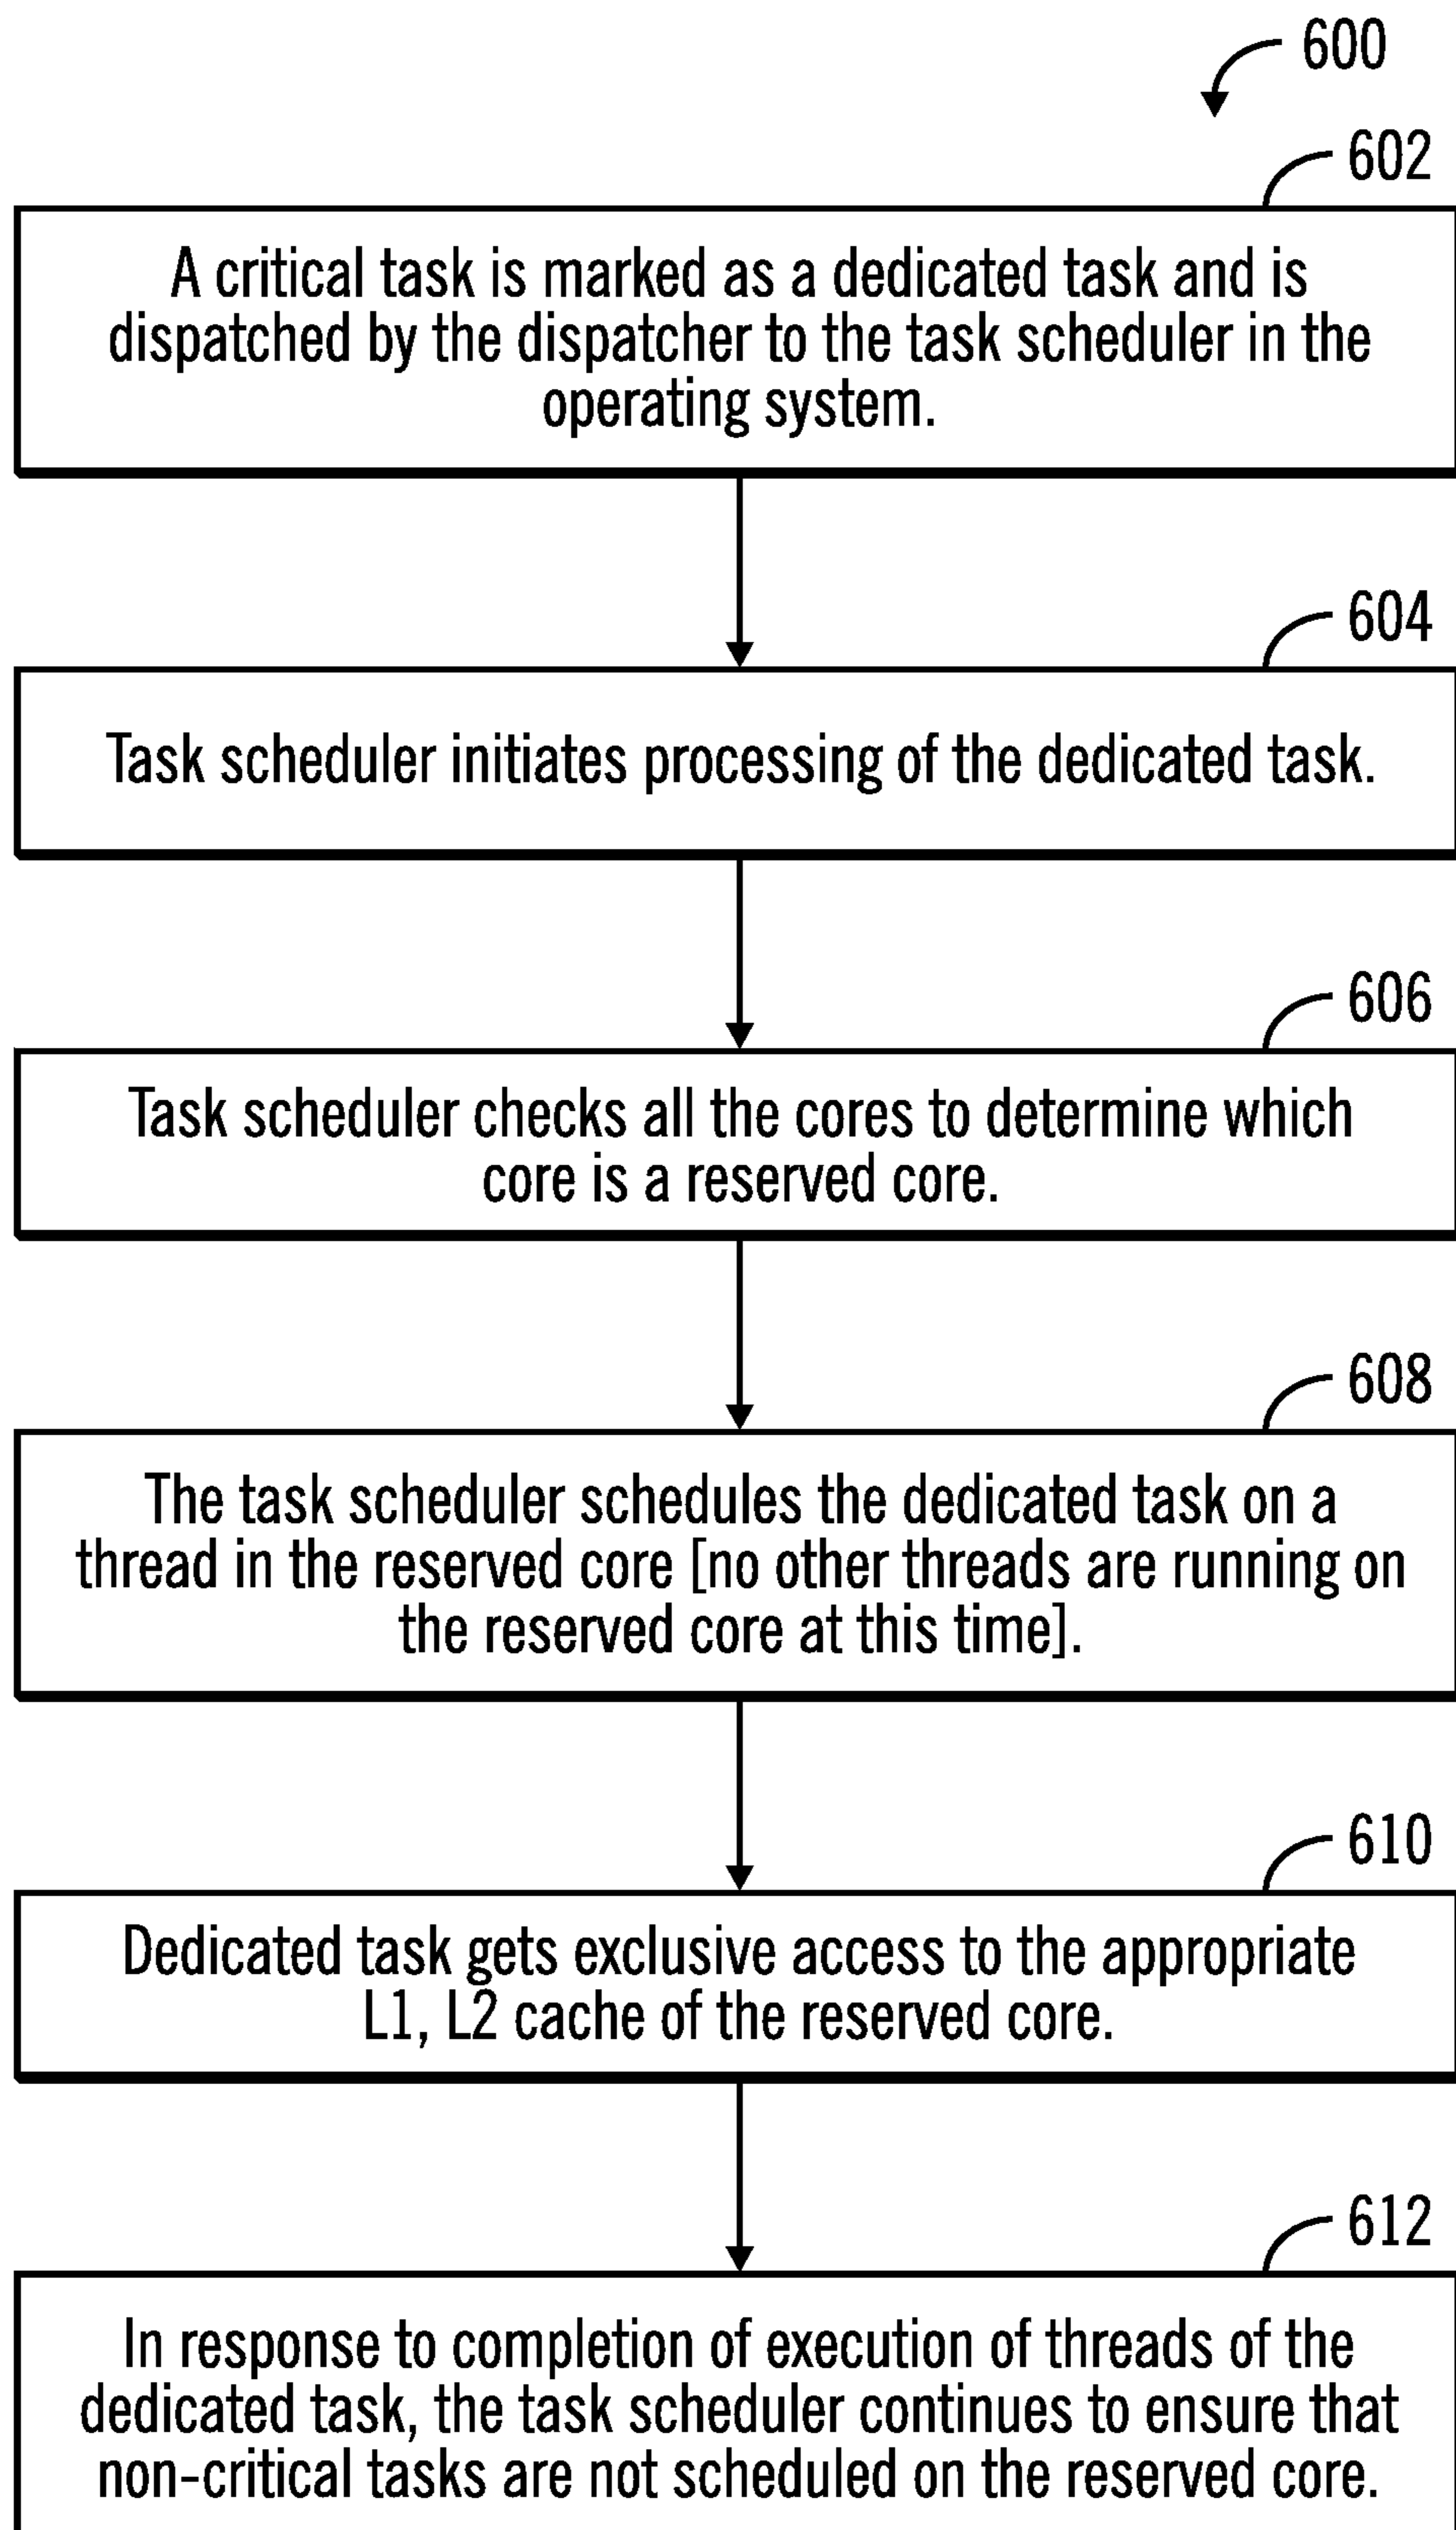 600
602
A critical task is marked as a dedicated task and is
dispatched by the dispatcher to the task scheduler in the
operating system.
604
Task scheduler initiates processing of the dedicated task.
606
Task scheduler checks all the cores to determine which
core is a reserved core.
608
The task scheduler schedules the dedicated task on a
thread in the reserved core [no other threads are running on
the reserved core at this time].
610
Dedicated task gets exclusive access to the appropriate
L1, L2 cache of the reserved core.
612
In response to completion of execution of threads of the
dedicated task, the task scheduler continues to ensure that
non-critical tasks are not scheduled on the reserved core.